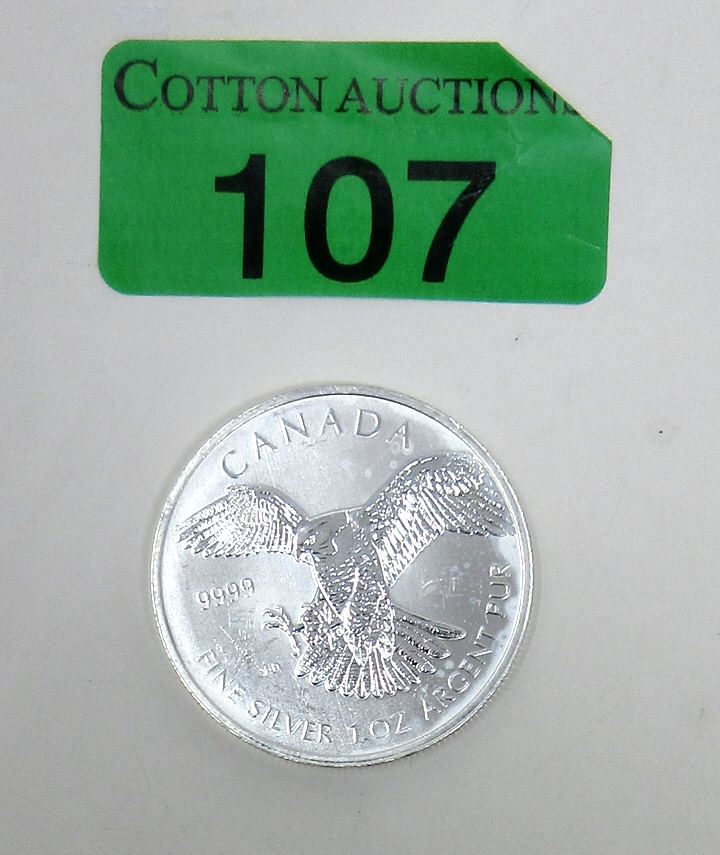 COTTON AUCTIONS
107
CANADA
9999
FINE SILVER 1 OZ ARGENT PUR